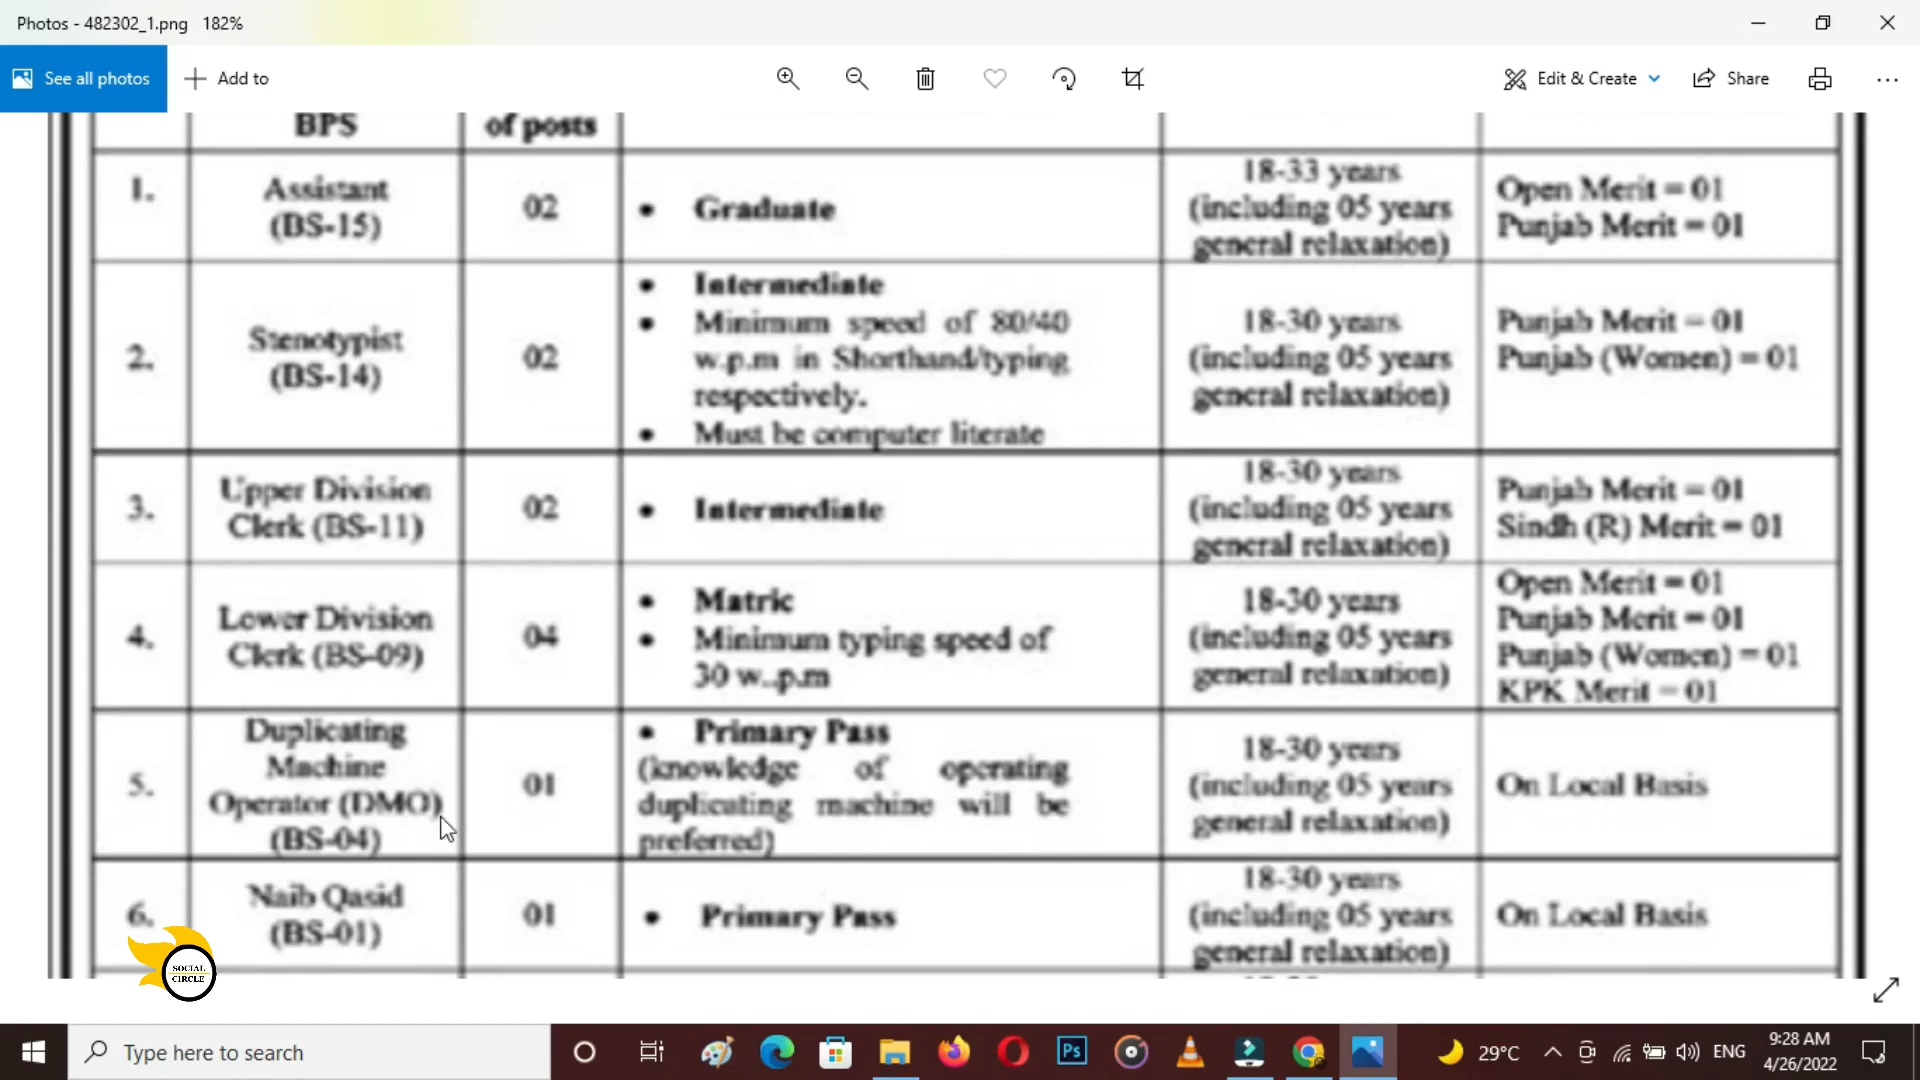 Photos - 482302_1.png 182%
See all photos Add to Edit & Create Share
BPS of posts
1. Assistant (BS-15) 02 • Graduate 18-33 years (including 05 years general relaxation) Open Merit = 01 Punjab Merit = 01
2. Stenotypist (BS-14) 02 • Intermediate • Minimum speed of 80/40 w.p.m in Shorthand/typing respectively. • Must be computer literate 18-30 years (including 05 years general relaxation) Punjab Merit = 01 Punjab (Women) = 01
3. Upper Division Clerk (BS-11) 02 • Intermediate 18-30 years (including 05 years general relaxation) Punjab Merit = 01 Sindh (R) Merit = 01
4. Lower Division Clerk (BS-09) 04 • Matric • Minimum typing speed of 30 w..p.m 18-30 years (including 05 years general relaxation) Open Merit = 01 Punjab Merit = 01 Punjab (Women) = 01 KPK Merit = 01
5. Duplicating Machine Operator (DMO) (BS-04) 01 • Primary Pass (knowledge of operating duplicating machine will be preferred) 18-30 years (including 05 years general relaxation) On Local Basis
6. Naib Qasid (BS-01) 01 • Primary Pass 18-30 years (including 05 years general relaxation) On Local Basis
SOCIAL
CIRCLE
Type here to search Ps 29°C ENG 9:28 AM
4/26/2022